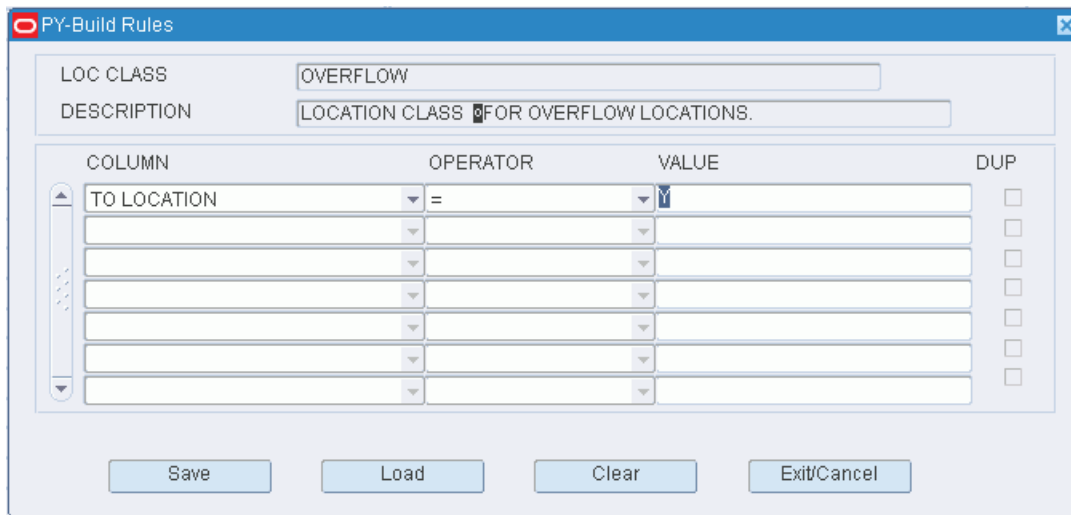 PY-Build Rules
LOC CLASS OVERFLOW
DESCRIPTION LOCATION CLASS oFOR OVERFLOW LOCATIONS.
COLUMN OPERATOR VALUE DUP
TO LOCATION = Y
Save Load Clear Exit/Cancel